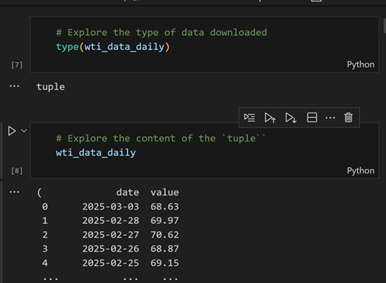 # Explore the type of data downloaded
type(wti_data_daily)
[7]
Python
... tuple
# Explore the content of the `tuple``
wti_data_daily
[8]
Python
... (            date  value
0     2025-03-03  68.63
1     2025-02-28  69.97
2     2025-02-27  70.62
3     2025-02-26  68.87
4     2025-02-25  69.15
...          ...    ...